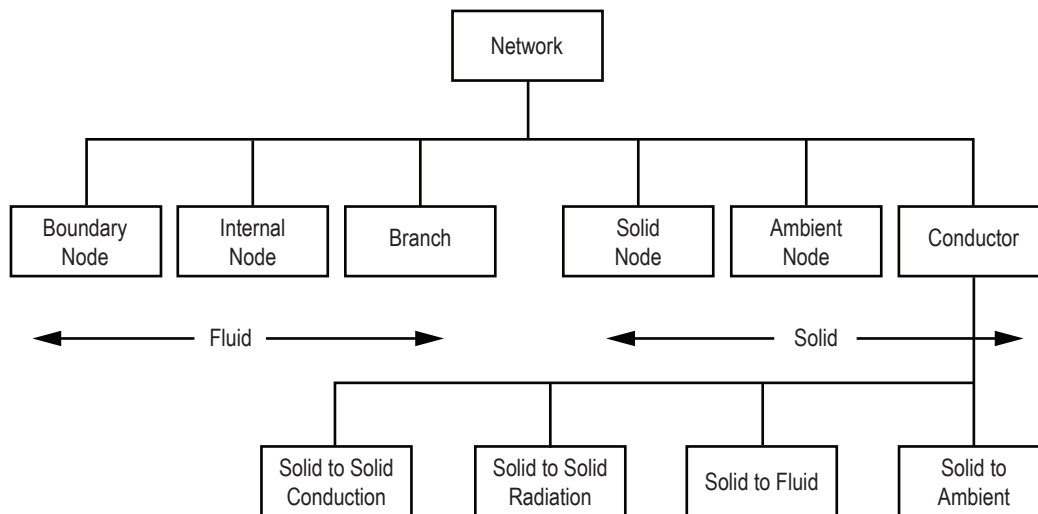 Network
Boundary
Node
Internal
Node
Branch
Solid
Node
Ambient
Node
Conductor
Fluid
Solid
Solid to Solid
Conduction
Solid to Solid
Radiation
Solid to Fluid
Solid to
Ambient